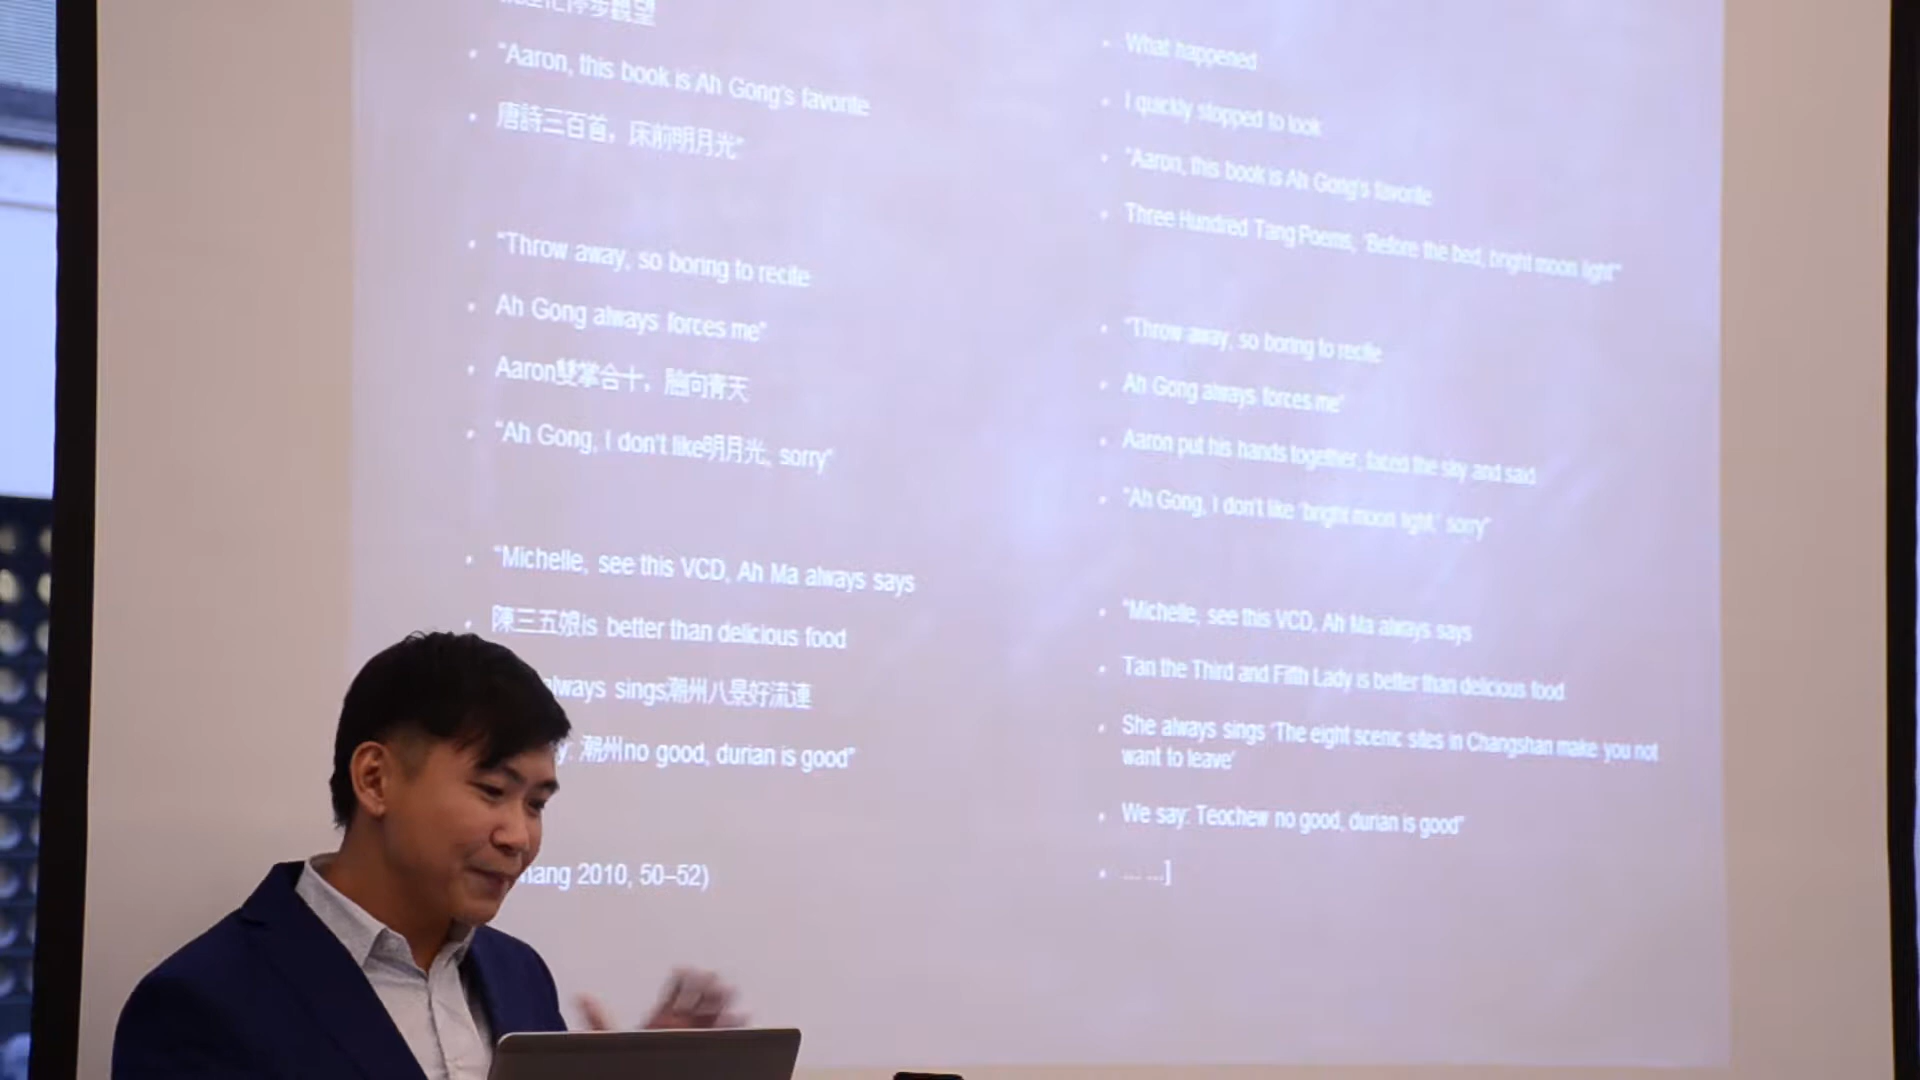 “Aaron, this book is Ah Gong’s favorite
唐詩三百首，床前明月光”
“Throw away, so boring to recite
Ah Gong always forces me”
Aaron雙掌合十，臉向青天
“Ah Gong, I don’t like明月光, sorry”
“Michelle, see this VCD, Ah Ma always says
陳三五娘is better than delicious food
always sings潮州八景好流連
潮州no good, durian is good”
2010, 50–52)
What happened
I quickly stopped to look
“Aaron, this book is Ah Gong’s favorite
Three Hundred Tang Poems, ‘Before the bed, bright moon light’”
“Throw away, so boring to recite
Ah Gong always forces me”
Aaron put his hands together, faced the sky and said
“Ah Gong, I don’t like ‘bright moon light,’ sorry”
“Michelle, see this VCD, Ah Ma always says
Tan the Third and Fifth Lady is better than delicious food
She always sings ‘The eight scenic sites in Changshan make you not
want to leave’
We say: Teochew no good, durian is good”
... ...]